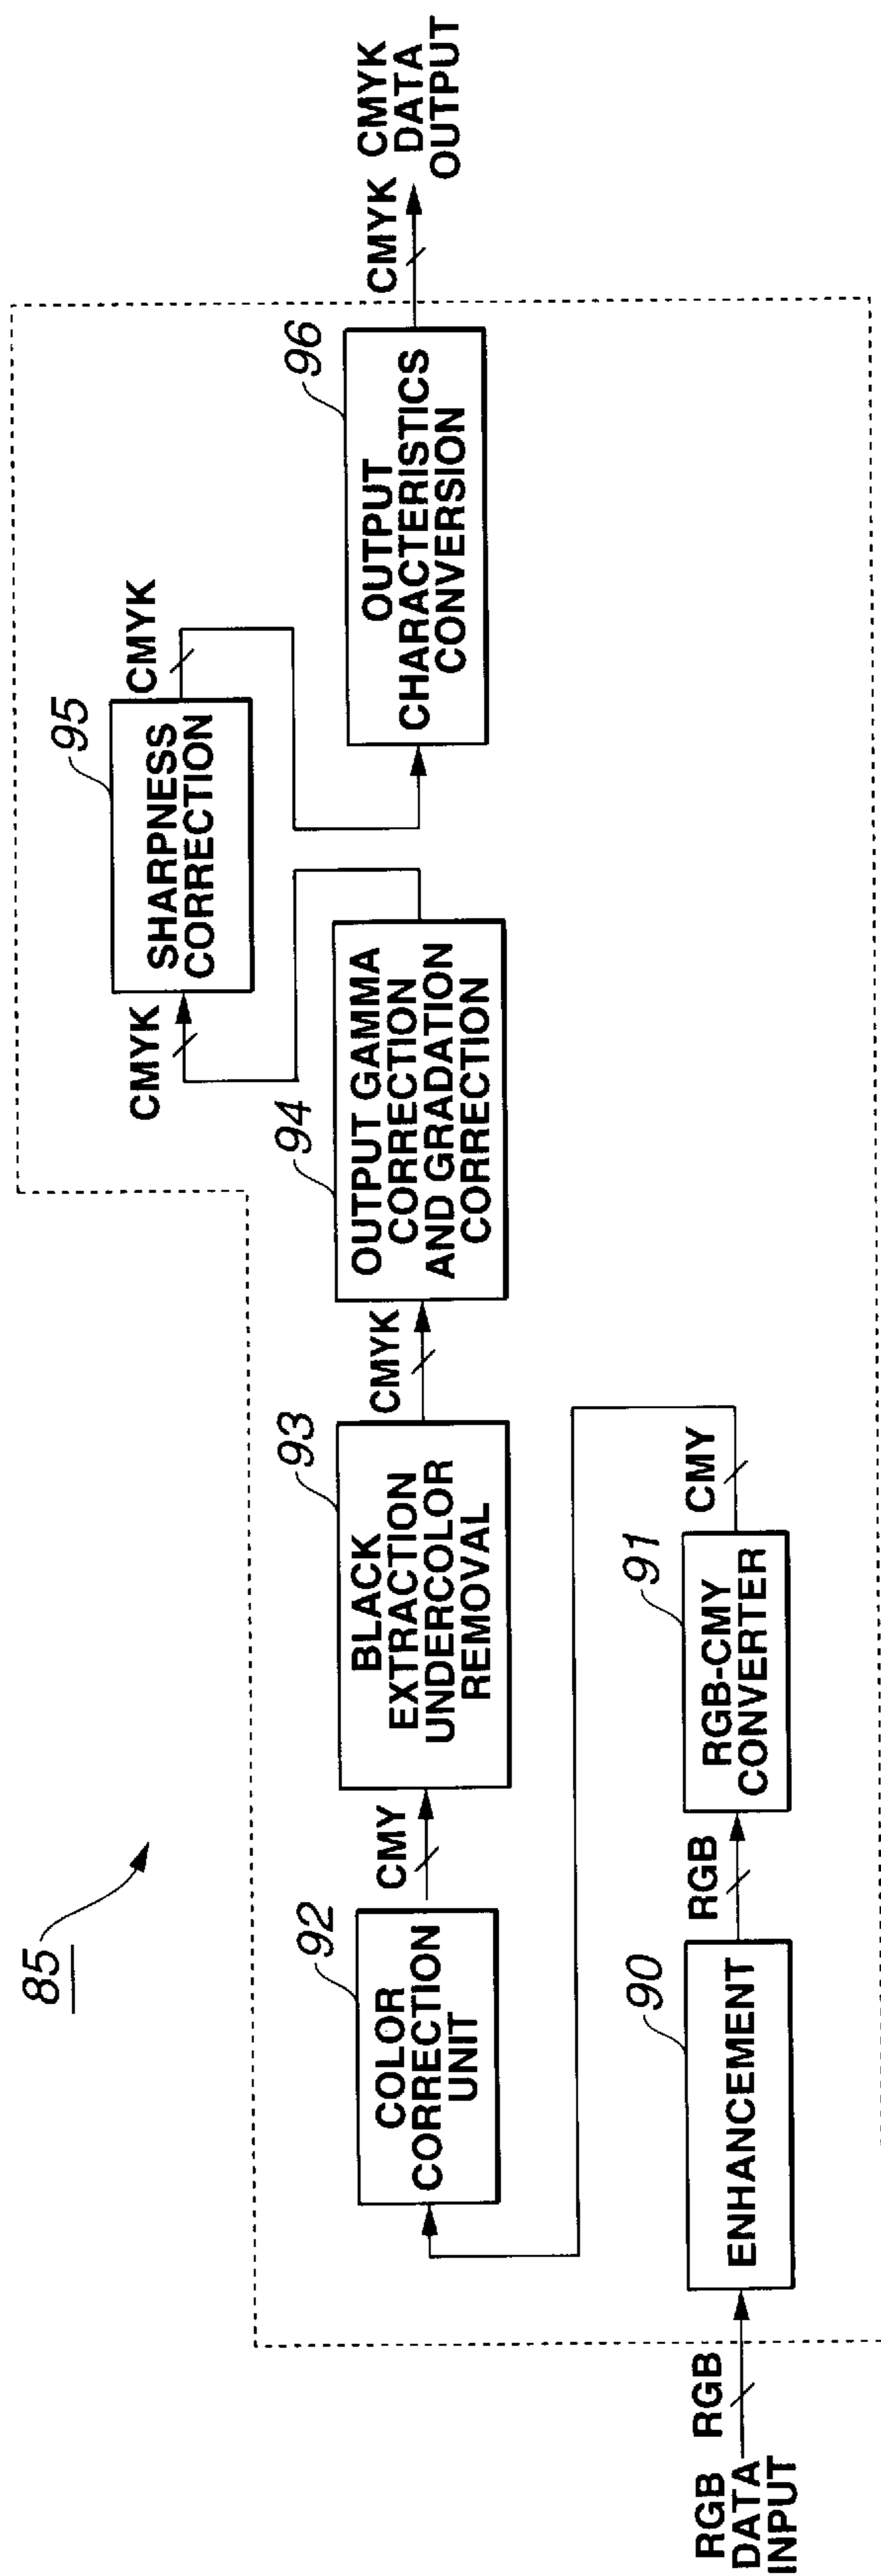 85
RGB
DATA
INPUT
RGB
90
ENHANCEMENT
RGB
91
RGB-CMY
CONVERTER
CMY
92
COLOR
CORRECTION
UNIT
CMY
93
BLACK
EXTRACTION
UNDERCOLOR
REMOVAL
CMYK
94
OUTPUT GAMMA
CORRECTION
AND GRADATION
CORRECTION
CMYK
95
SHARPNESS
CORRECTION
CMYK
96
OUTPUT
CHARACTERISTICS
CONVERSION
CMYK
CMYK
DATA
OUTPUT